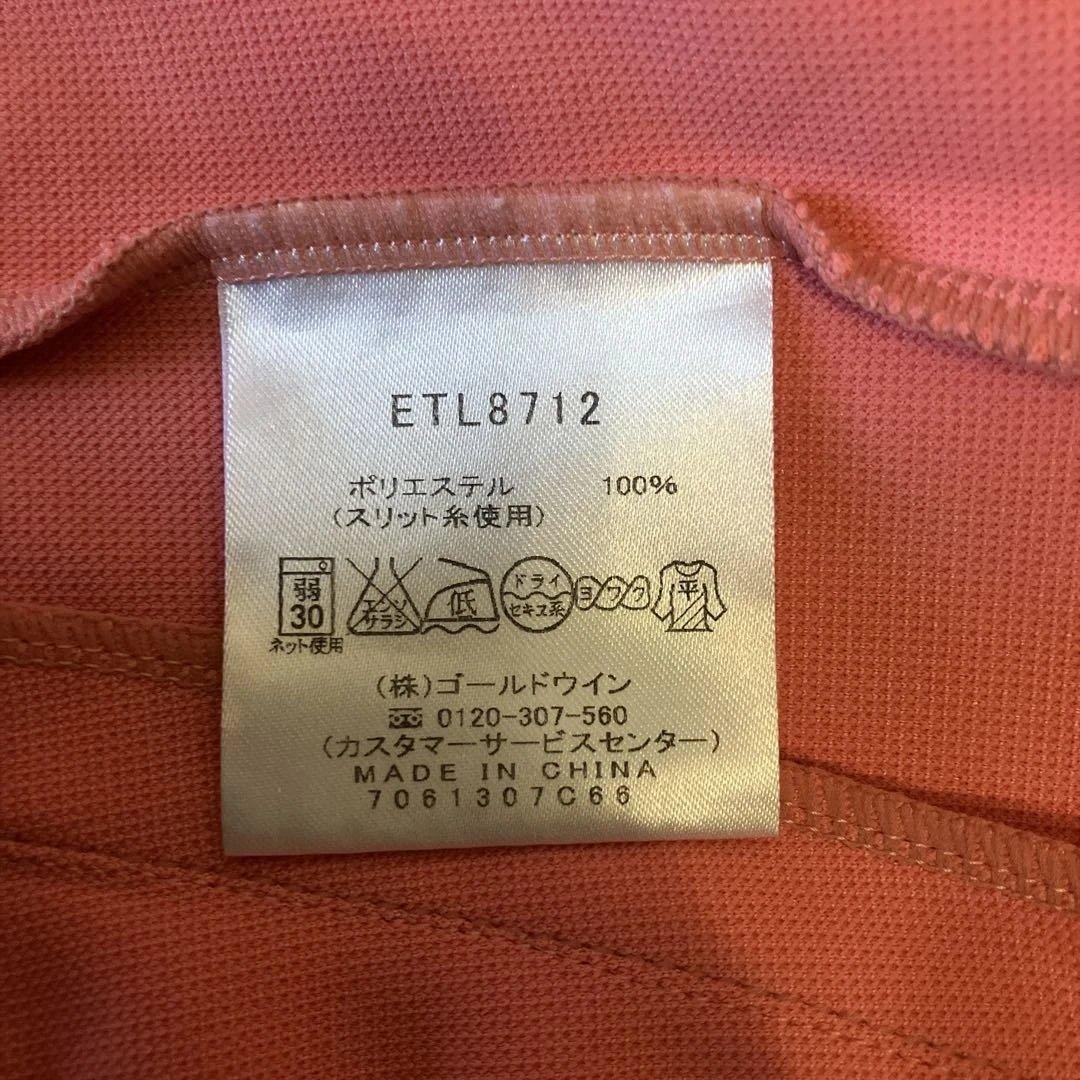 ETL8712
ポリエステル 100%
(スリット糸使用)
弱 30
ネット使用
エンソ サラシ
低
ドライ セキユ系
ヨワク
平
(株)ゴールドウイン
0120-307-560
(カスタマーサービスセンター)
MADE IN CHINA
7061307C66